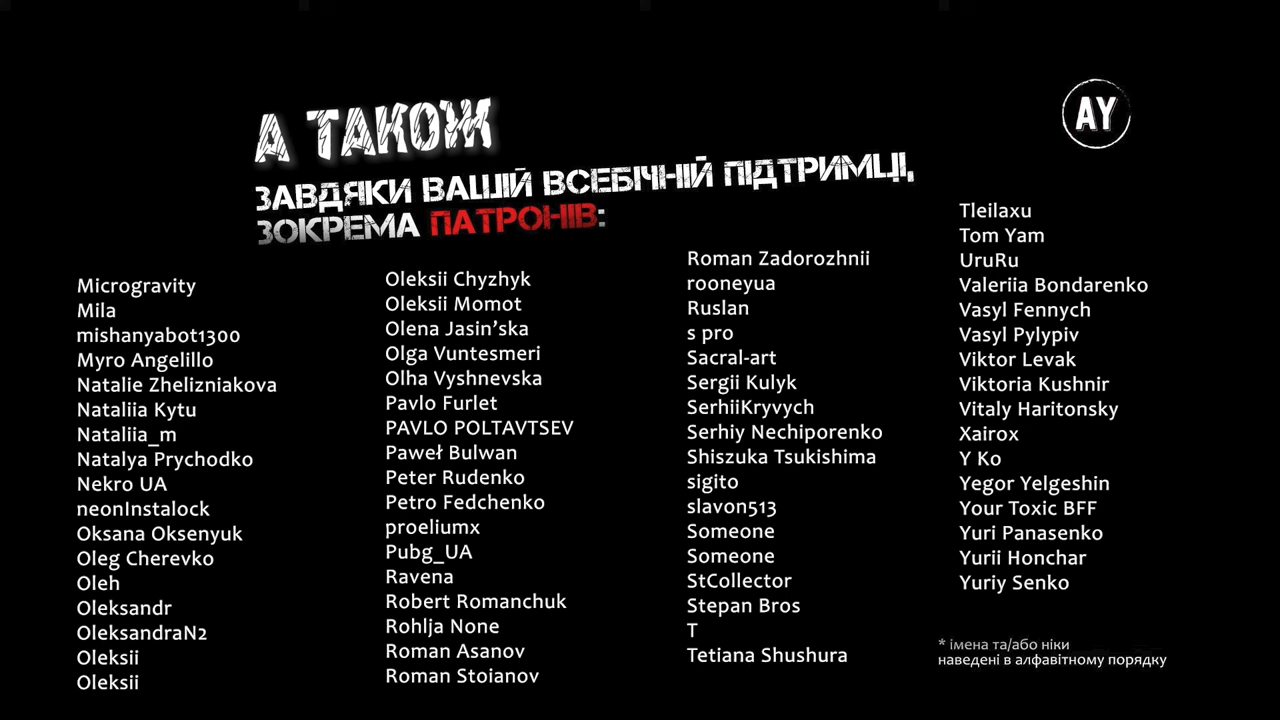 А ТАКОЖ
AY
ЗАВДЯКИ ВАШІЙ ВСЕБІЧНІЙ ПІДТРИМЦІ,
ЗОКРЕМА ПАТРОНІВ:
Microgravity
Mila
mishanyabot1300
Myro Angelillo
Natalie Zhelizniakova
Nataliia Kytu
Nataliia_m
Natalya Prychodko
Nekro UA
neonInstalock
Oksana Oksenyuk
Oleg Cherevko
Oleh
Oleksandr
OleksandraN2
Oleksii
Oleksii
Oleksii Chyzhyk
Oleksii Momot
Olena Jasin’ska
Olga Vuntesmeri
Olha Vyshnevska
Pavlo Furlet
PAVLO POLTAVTSEV
Paweł Bulwan
Peter Rudenko
Petro Fedchenko
proeliumx
Pubg_UA
Ravena
Robert Romanchuk
Rohlja None
Roman Asanov
Roman Stoianov
Roman Zadorozhnii
rooneyua
Ruslan
s pro
Sacral-art
Sergii Kulyk
SerhiiKryvych
Serhiy Nechiporenko
Shiszuka Tsukishima
sigito
slavon513
Someone
Someone
StCollector
Stepan Bros
T
Tetiana Shushura
Tleilaxu
Tom Yam
UruRu
Valeriia Bondarenko
Vasyl Fennych
Vasyl Pylypiv
Viktor Levak
Viktoria Kushnir
Vitaly Haritonsky
Xairox
Y Ko
Yegor Yelgeshin
Your Toxic BFF
Yuri Panasenko
Yurii Honchar
Yuriy Senko
* імена та/або ніки
наведені в алфавітному порядку